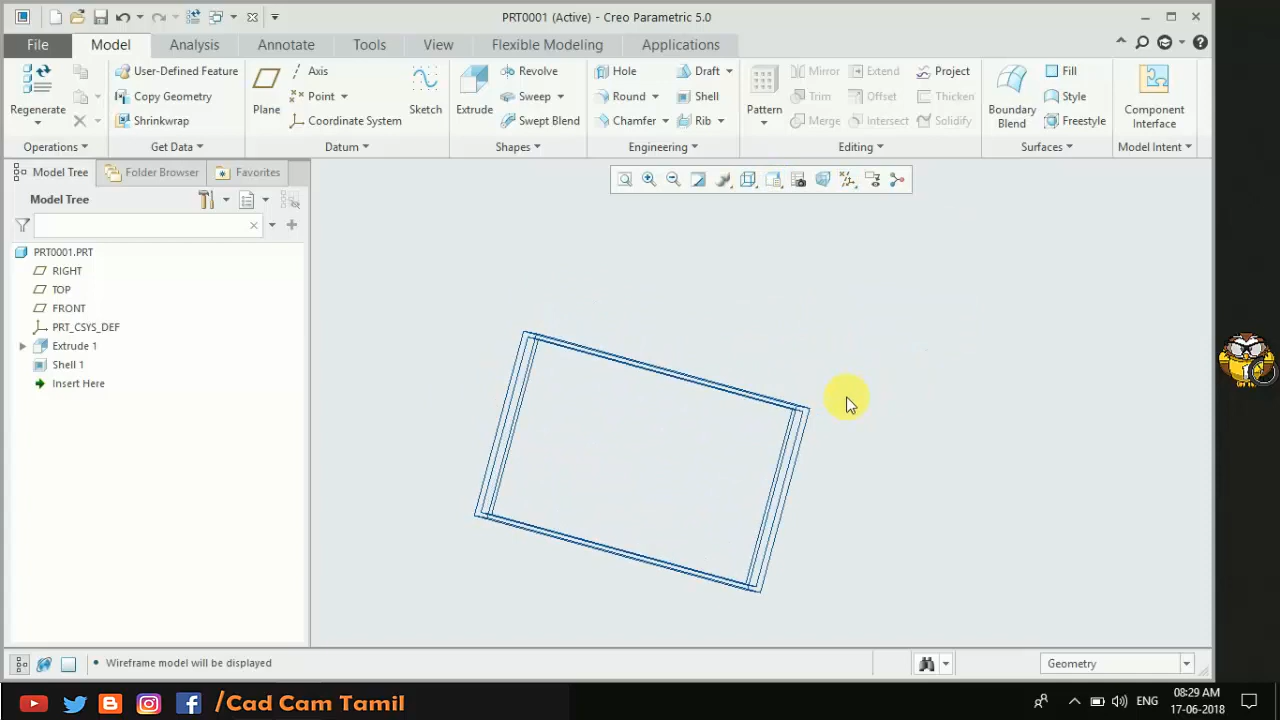 PRT0001 (Active) - Creo Parametric 5.0
File Model Analysis Annotate Tools View Flexible Modeling Applications
Regenerate
Operations
User-Defined Feature
Copy Geometry
Shrinkwrap
Get Data
Plane
Axis
Point
Coordinate System
Sketch
Datum
Extrude
Revolve
Sweep
Swept Blend
Shapes
Hole
Round
Chamfer
Draft
Shell
Rib
Engineering
Pattern
Mirror
Trim
Merge
Extend
Offset
Intersect
Project
Thicken
Solidify
Editing
Boundary
Blend
Fill
Style
Freestyle
Surfaces
Component
Interface
Model Intent
Model Tree Folder Browser Favorites
Model Tree
PRT0001.PRT
RIGHT
TOP
FRONT
PRT_CSYS_DEF
Extrude 1
Shell 1
Insert Here
Wireframe model will be displayed
Geometry
/Cad Cam Tamil
ENG
08:29 AM
17-06-2018